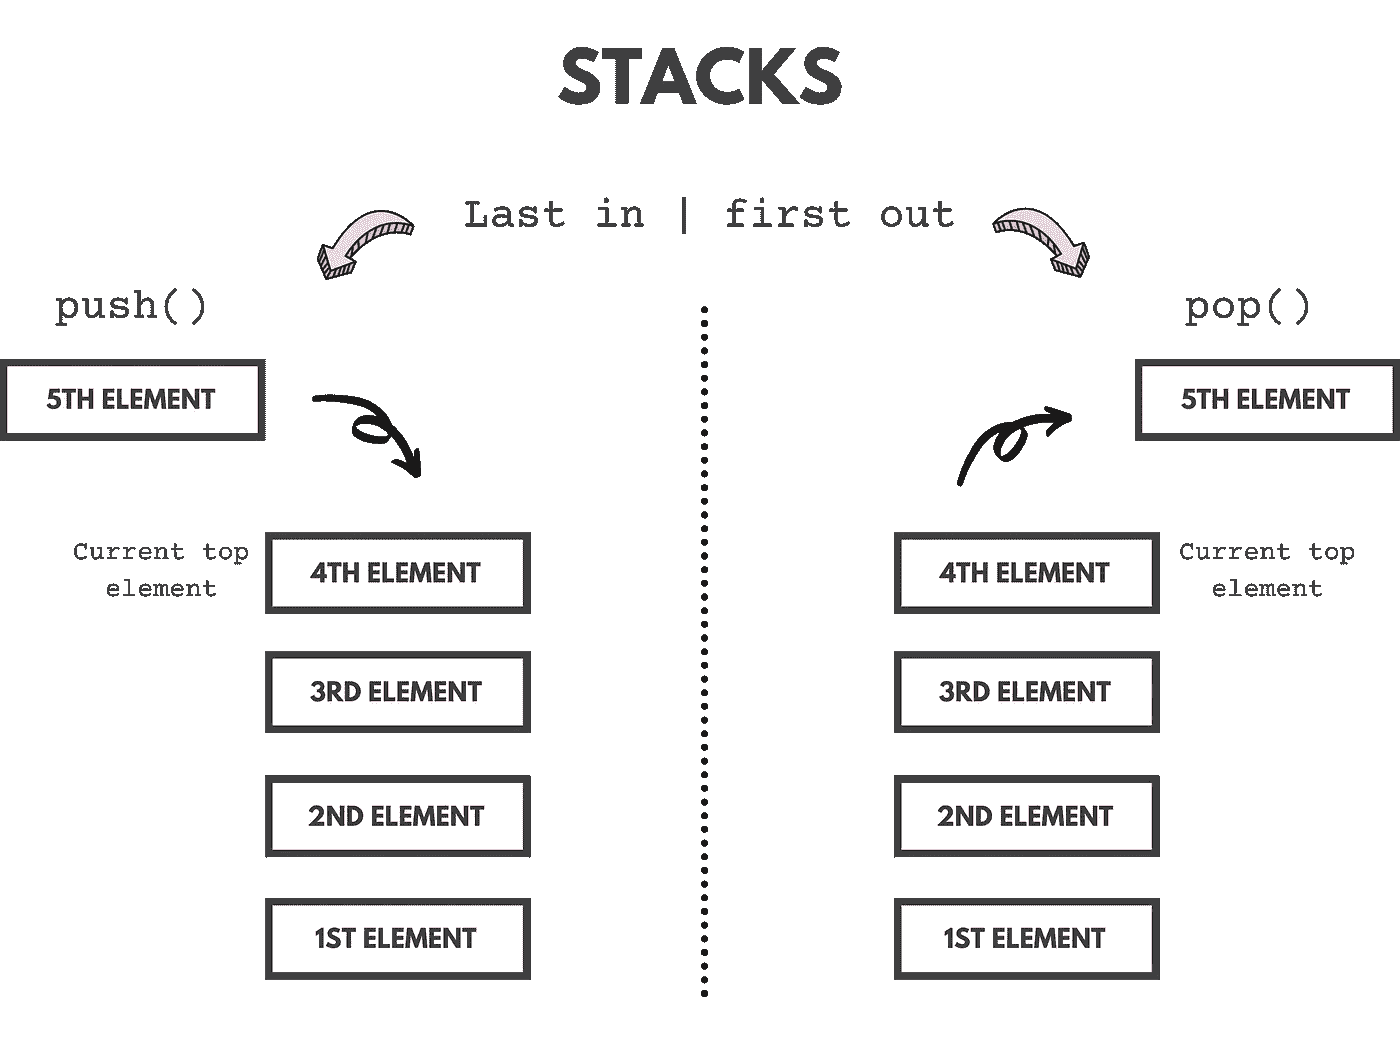 STACKS
Last in | first out
push()
5TH ELEMENT
Current top
element
4TH ELEMENT
3RD ELEMENT
2ND ELEMENT
1ST ELEMENT
pop()
5TH ELEMENT
4TH ELEMENT
Current top
element
3RD ELEMENT
2ND ELEMENT
1ST ELEMENT